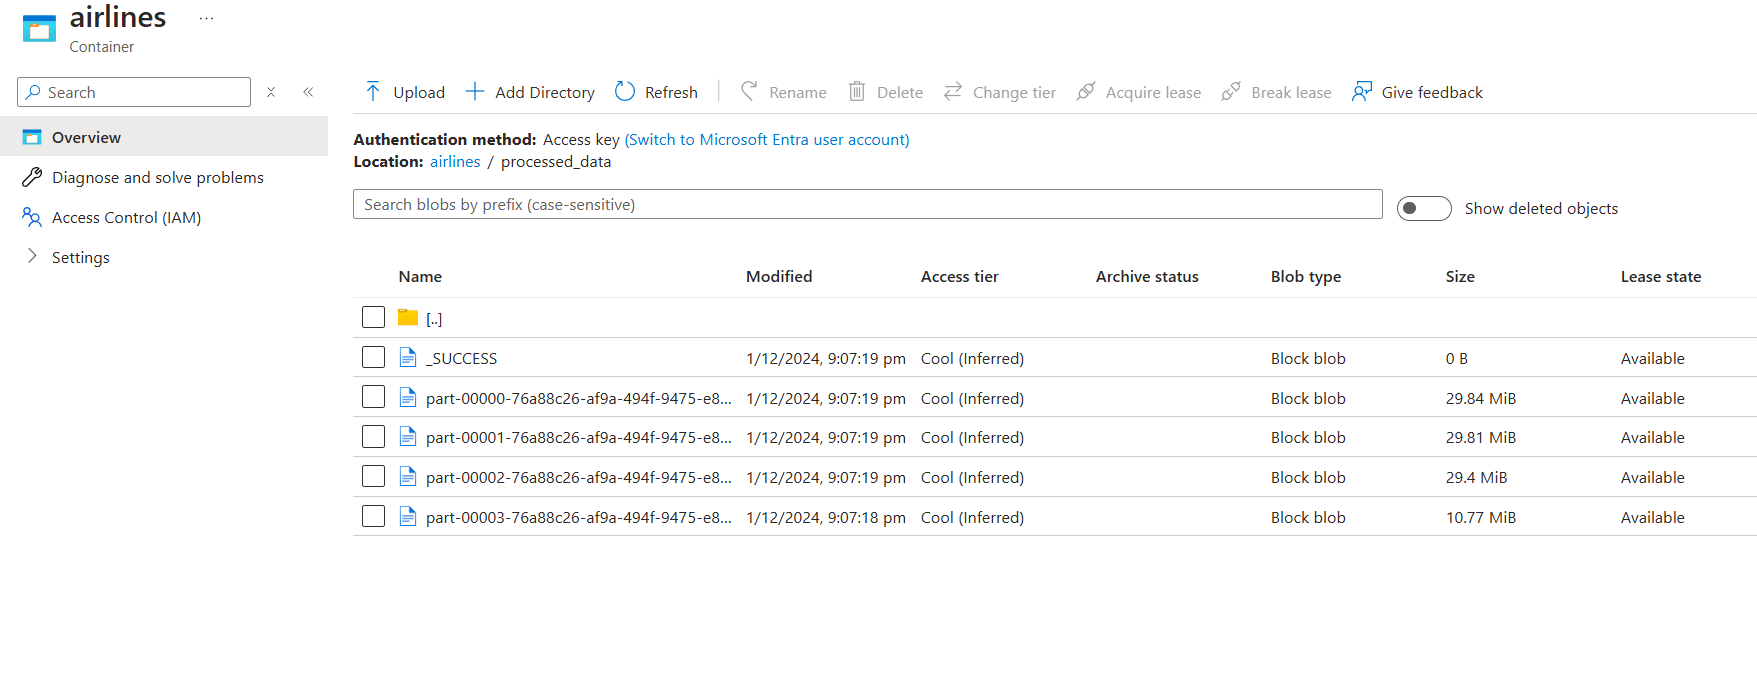 airlines ...
Container
Search
Overview
Diagnose and solve problems
Access Control (IAM)
Settings
Upload Add Directory Refresh Rename Delete Change tier Acquire lease Break lease Give feedback
Authentication method: Access key (Switch to Microsoft Entra user account)
Location: airlines / processed_data
Search blobs by prefix (case-sensitive) Show deleted objects
Name Modified Access tier Archive status Blob type Size Lease state
[..]
_SUCCESS 1/12/2024, 9:07:19 pm Cool (Inferred) Block blob 0 B Available
part-00000-76a88c26-af9a-494f-9475-e8... 1/12/2024, 9:07:19 pm Cool (Inferred) Block blob 29.84 MiB Available
part-00001-76a88c26-af9a-494f-9475-e8... 1/12/2024, 9:07:19 pm Cool (Inferred) Block blob 29.81 MiB Available
part-00002-76a88c26-af9a-494f-9475-e8... 1/12/2024, 9:07:19 pm Cool (Inferred) Block blob 29.4 MiB Available
part-00003-76a88c26-af9a-494f-9475-e8... 1/12/2024, 9:07:18 pm Cool (Inferred) Block blob 10.77 MiB Available